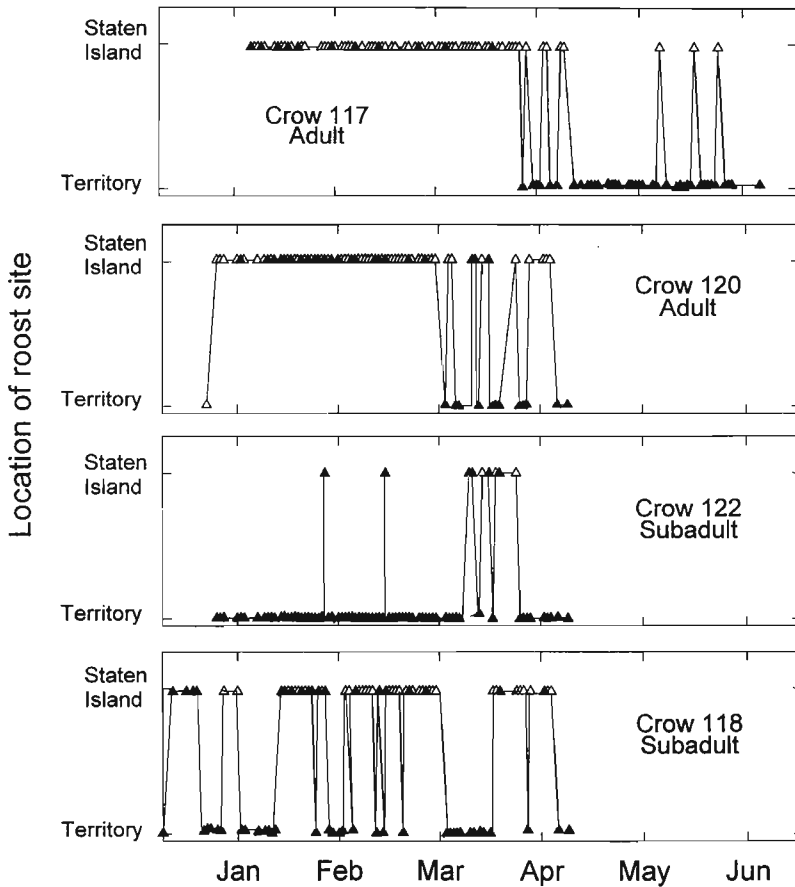 Location of roost site
Staten
Island
Territory
Crow 117
Adult
Staten
Island
Territory
Crow 120
Adult
Staten
Island
Territory
Crow 122
Subadult
Staten
Island
Territory
Crow 118
Subadult
Jan Feb Mar Apr May Jun